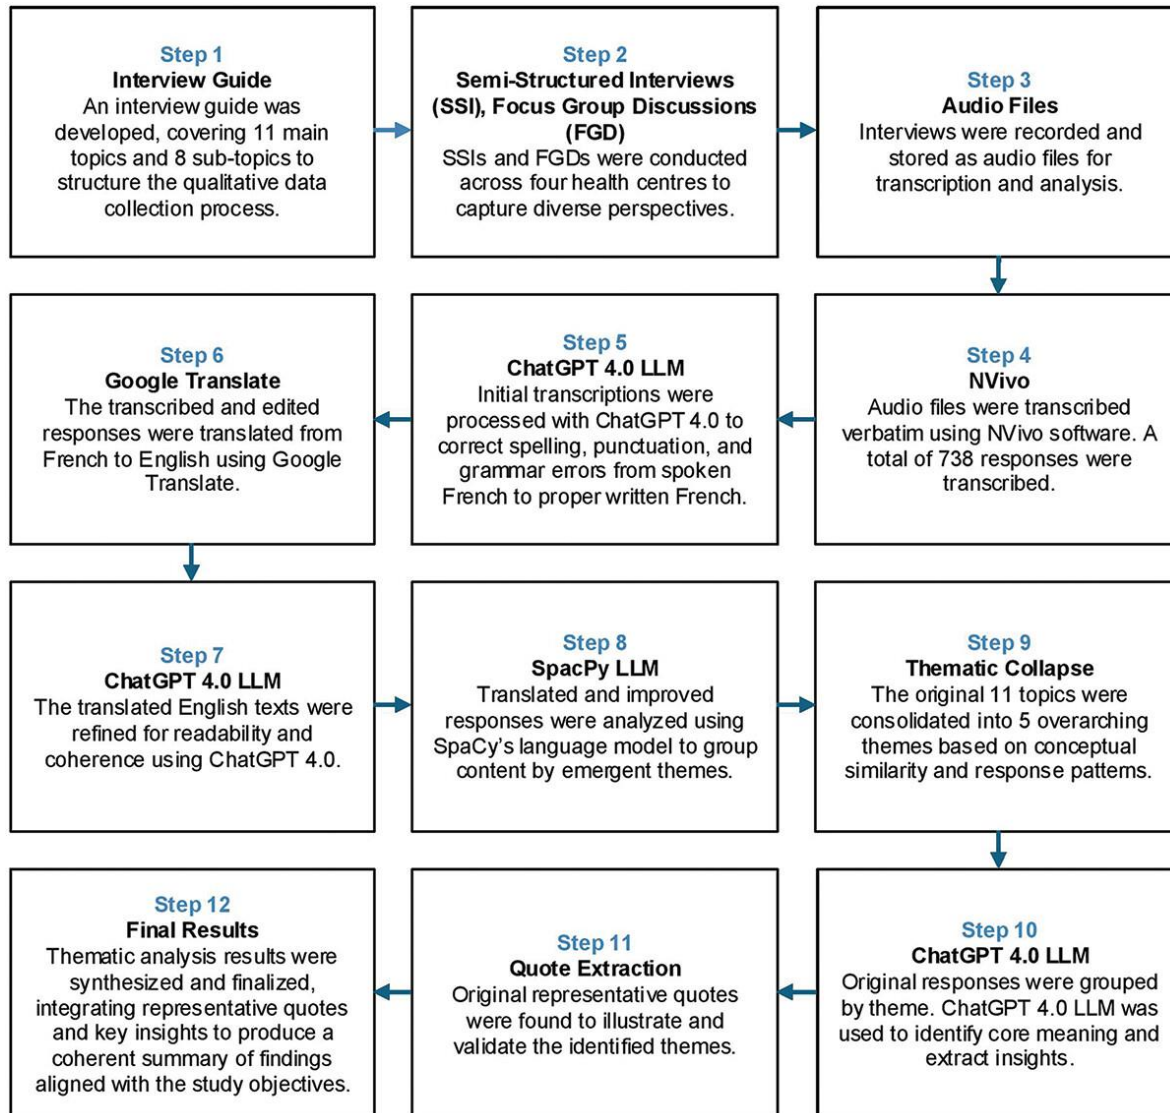 Step 1
Interview Guide
An interview guide was
developed, covering 11 main
topics and 8 sub-topics to
structure the qualitative data
collection process.
Step 2
Semi-Structured Interviews
(SSI), Focus Group Discussions
(FGD)
SSIs and FGDs were conducted
across four health centres to
capture diverse perspectives.
Step 3
Audio Files
Interviews were recorded and
stored as audio files for
transcription and analysis.
Step 4
NVivo
Audio files were transcribed
verbatim using NVivo software. A
total of 738 responses were
transcribed.
Step 5
ChatGPT 4.0 LLM
Initial transcriptions were
processed with ChatGPT 4.0 to
correct spelling, punctuation, and
grammar errors from spoken
French to proper written French.
Step 6
Google Translate
The transcribed and edited
responses were translated from
French to English using Google
Translate.
Step 7
ChatGPT 4.0 LLM
The translated English texts were
refined for readability and
coherence using ChatGPT 4.0.
Step 8
SpacPy LLM
Translated and improved
responses were analyzed using
SpaCy's language model to group
content by emergent themes.
Step 9
Thematic Collapse
The original 11 topics were
consolidated into 5 overarching
themes based on conceptual
similarity and response patterns.
Step 10
ChatGPT 4.0 LLM
Original responses were grouped
by theme. ChatGPT 4.0 LLM was
used to identify core meaning and
extract insights.
Step 11
Quote Extraction
Original representative quotes
were found to illustrate and
validate the identified themes.
Step 12
Final Results
Thematic analysis results were
synthesized and finalized,
integrating representative quotes
and key insights to produce a
coherent summary of findings
aligned with the study objectives.